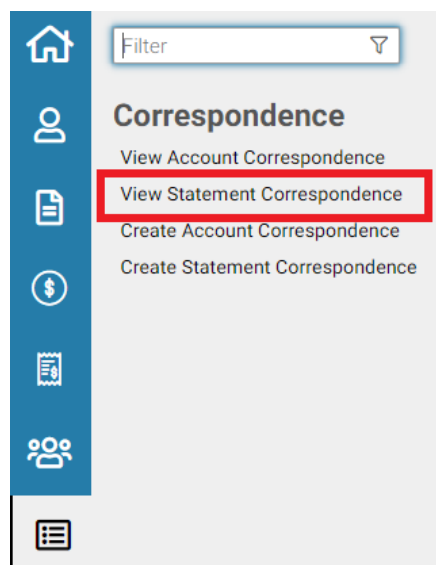 Filter
Correspondence
View Account Correspondence
View Statement Correspondence
Create Account Correspondence
Create Statement Correspondence